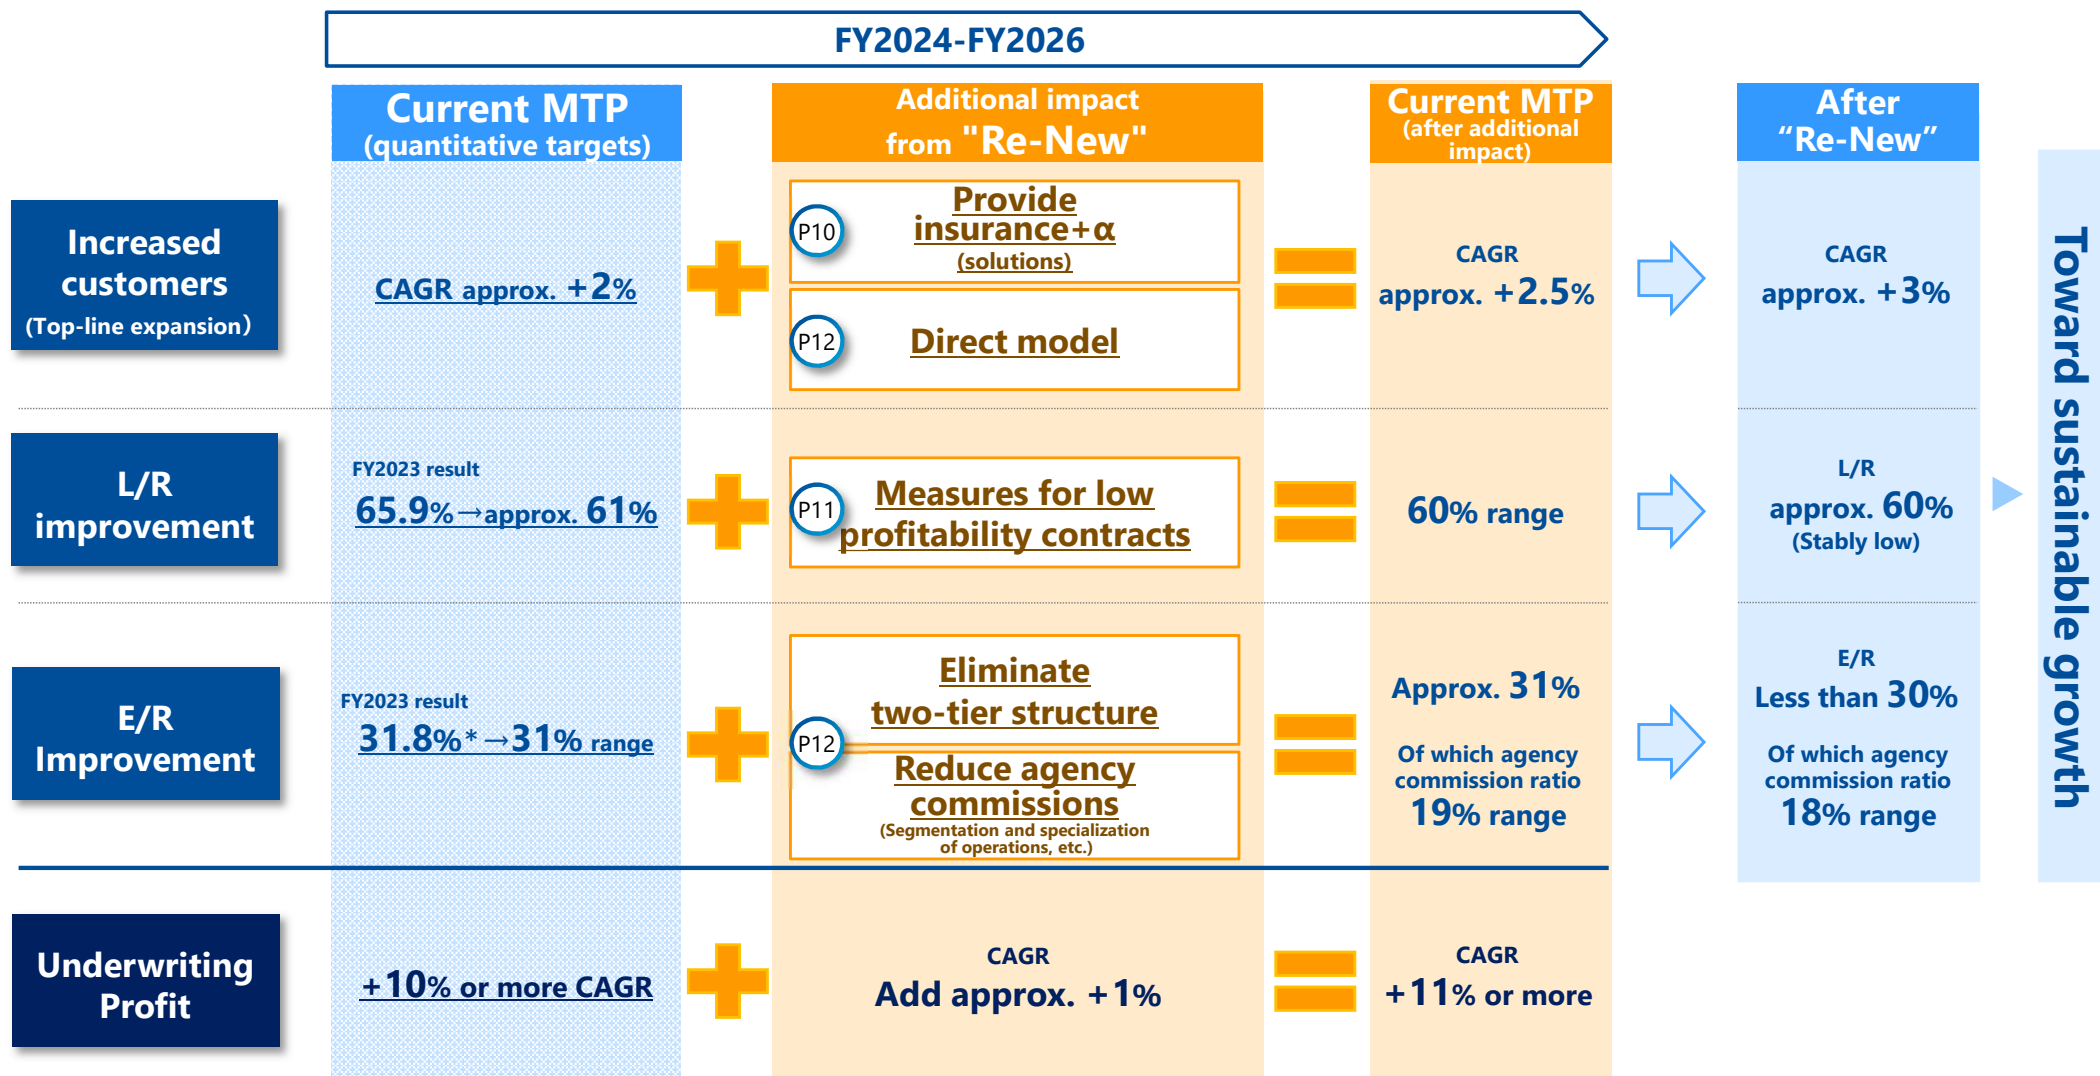 FY2024-FY2026
Current MTP
(quantitative targets)
Additional impact
from "Re-New"
Current MTP
(after additional
impact)
After
“Re-New”
Increased
customers
(Top-line expansion）
CAGR approx. +2%
P10
Provide
insurance+α
(solutions)
P12
Direct model
CAGR
approx. +2.5%
CAGR
approx. +3%
L/R
improvement
FY2023 result
65.9%→approx. 61%
P11
Measures for low
profitability contracts
60% range
L/R
approx. 60%
(Stably low)
E/R
Improvement
FY2023 result
31.8%*→31% range
P12
Eliminate
two-tier structure
Reduce agency
commissions
(Segmentation and specialization
of operations, etc.)
Approx. 31%
Of which agency
commission ratio
19% range
E/R
Less than 30%
Of which agency
commission ratio
18% range
Underwriting
Profit
+10% or more CAGR
CAGR
Add approx. +1%
CAGR
+11% or more
Toward sustainable growth